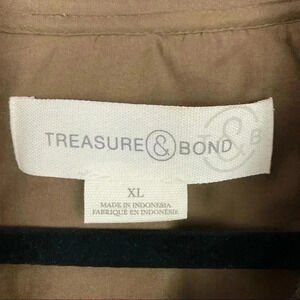 TREASURE & BOND
T & B
XL
MADE IN INDONESIA
FABRIQUÉ EN INDONÉSIE